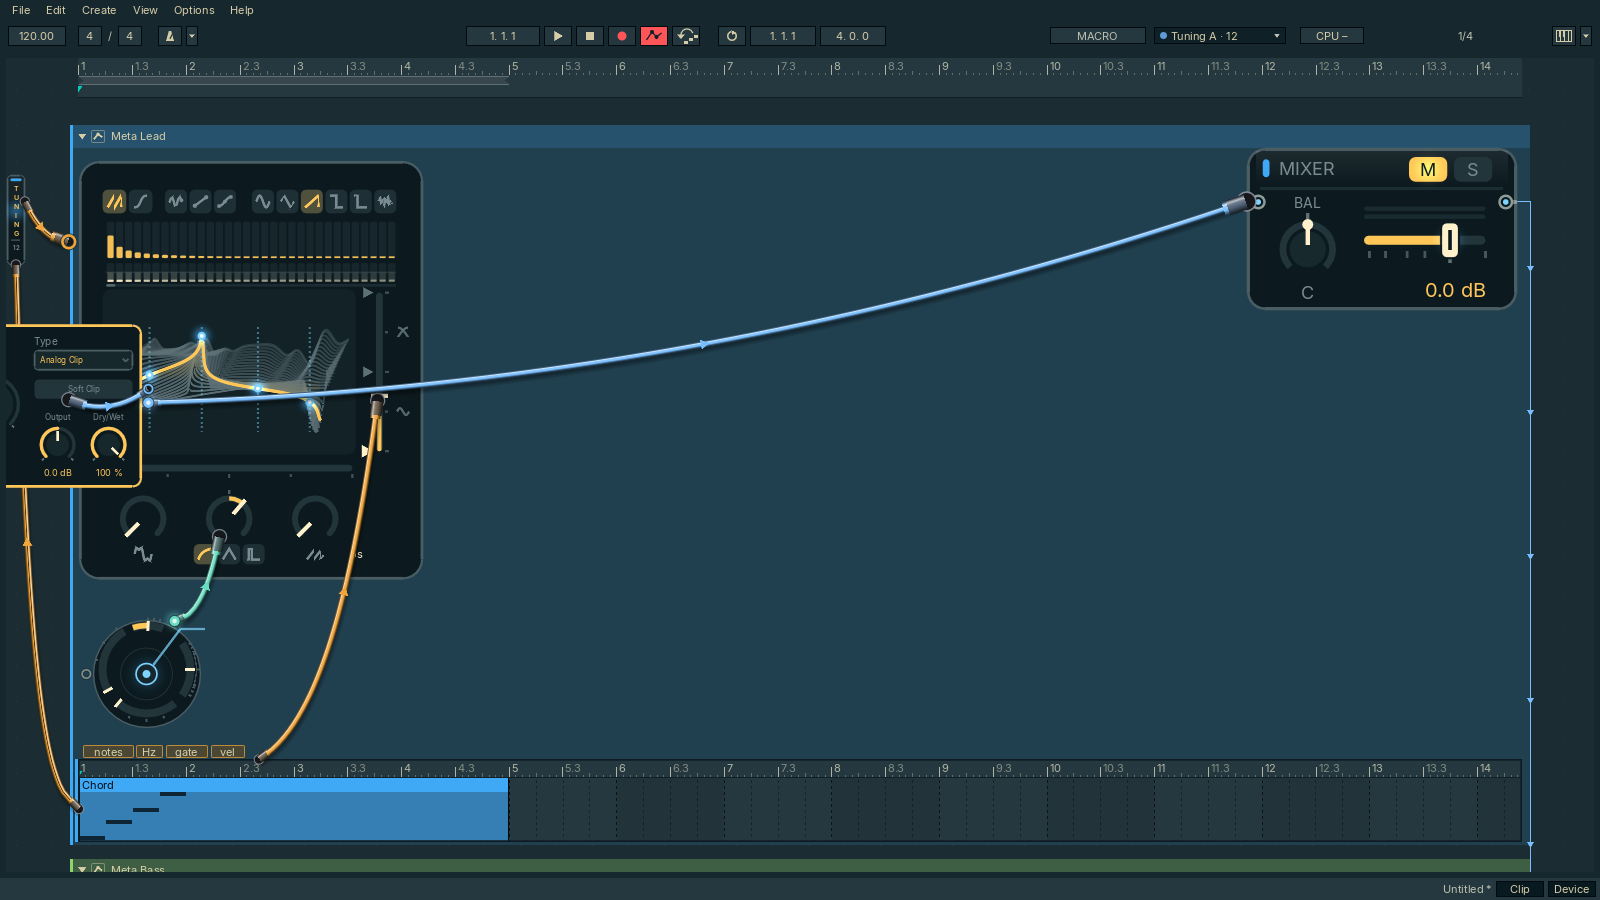 File Edit Create View Options Help
120.00 4 / 4 1. 1. 1 1. 1. 1 4. 0. 0 MACRO Tuning A · 12 CPU – 1/4
1 1.3 2 2.3 3 3.3 4 4.3 5 5.3 6 6.3 7 7.3 8 8.3 9 9.3 10 10.3 11 11.3 12 12.3 13 13.3 14
Meta Lead
MIXER M S
TUNING
12
BAL
C
0.0 dB
Type
Analog Clip
Soft Clip
Output Dry/Wet
0.0 dB 100 %
notes Hz gate vel
1 1.3 2 2.3 3 3.3 4 4.3 5 5.3 6 6.3 7 7.3 8 8.3 9 9.3 10 10.3 11 11.3 12 12.3 13 13.3 14
Chord
Meta Bass
Untitled * Clip Device